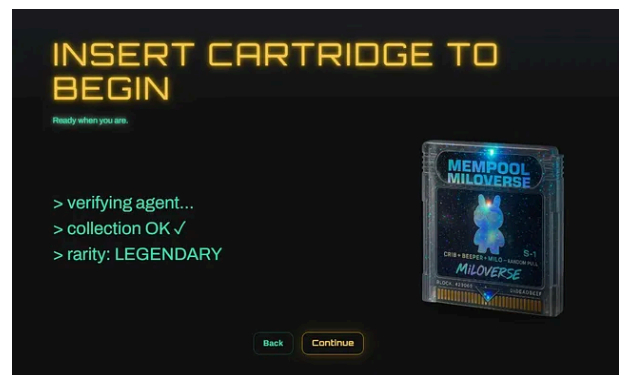 INSERT CARTRIDGE TO
BEGIN
Ready when you are.
> verifying agent...
> collection OK ✓
> rarity: LEGENDARY
MEMPOOL
MILOVERSE
CRIB + BEEPER + MILO - RANDOM PULL
S-1
MILOVERSE
BLOCK
Back
Continue